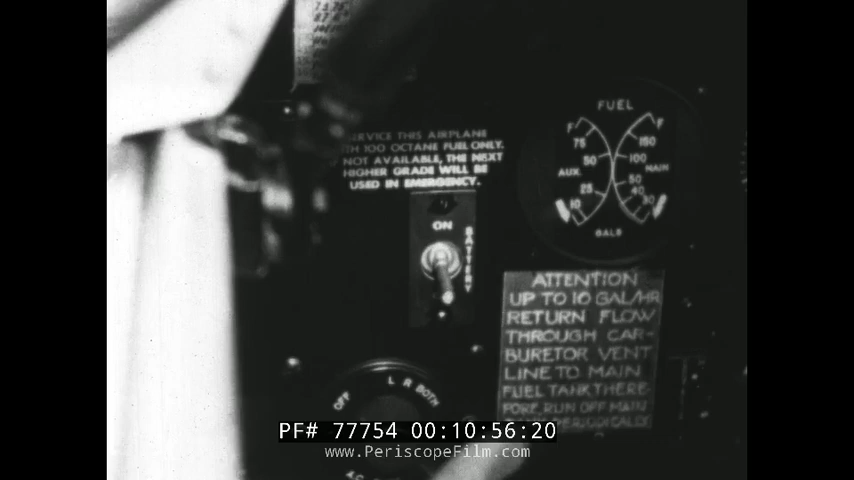 SERVICE THIS AIRPLANE
TH 100 OCTANE FUEL ONLY.
NOT AVAILABLE, THE NEXT
HIGHER GRADE WILL BE
USED IN EMERGENCY.
ON
BATTERY
FUEL
F F
75 150
50 100
AUX. MAIN
25 50
40
10 30
GALS
ATTENTION
UP TO 10 GAL/HR
RETURN FLOW
THROUGH CAR-
BURETOR VENT
LINE TO MAIN
FUEL TANK THERE-
FORE RUN OFF MAIN
TANK PERIODICALLY
OFF L R BOTH
PF# 77754 00:10:56:20
www.PeriscopeFilm.com